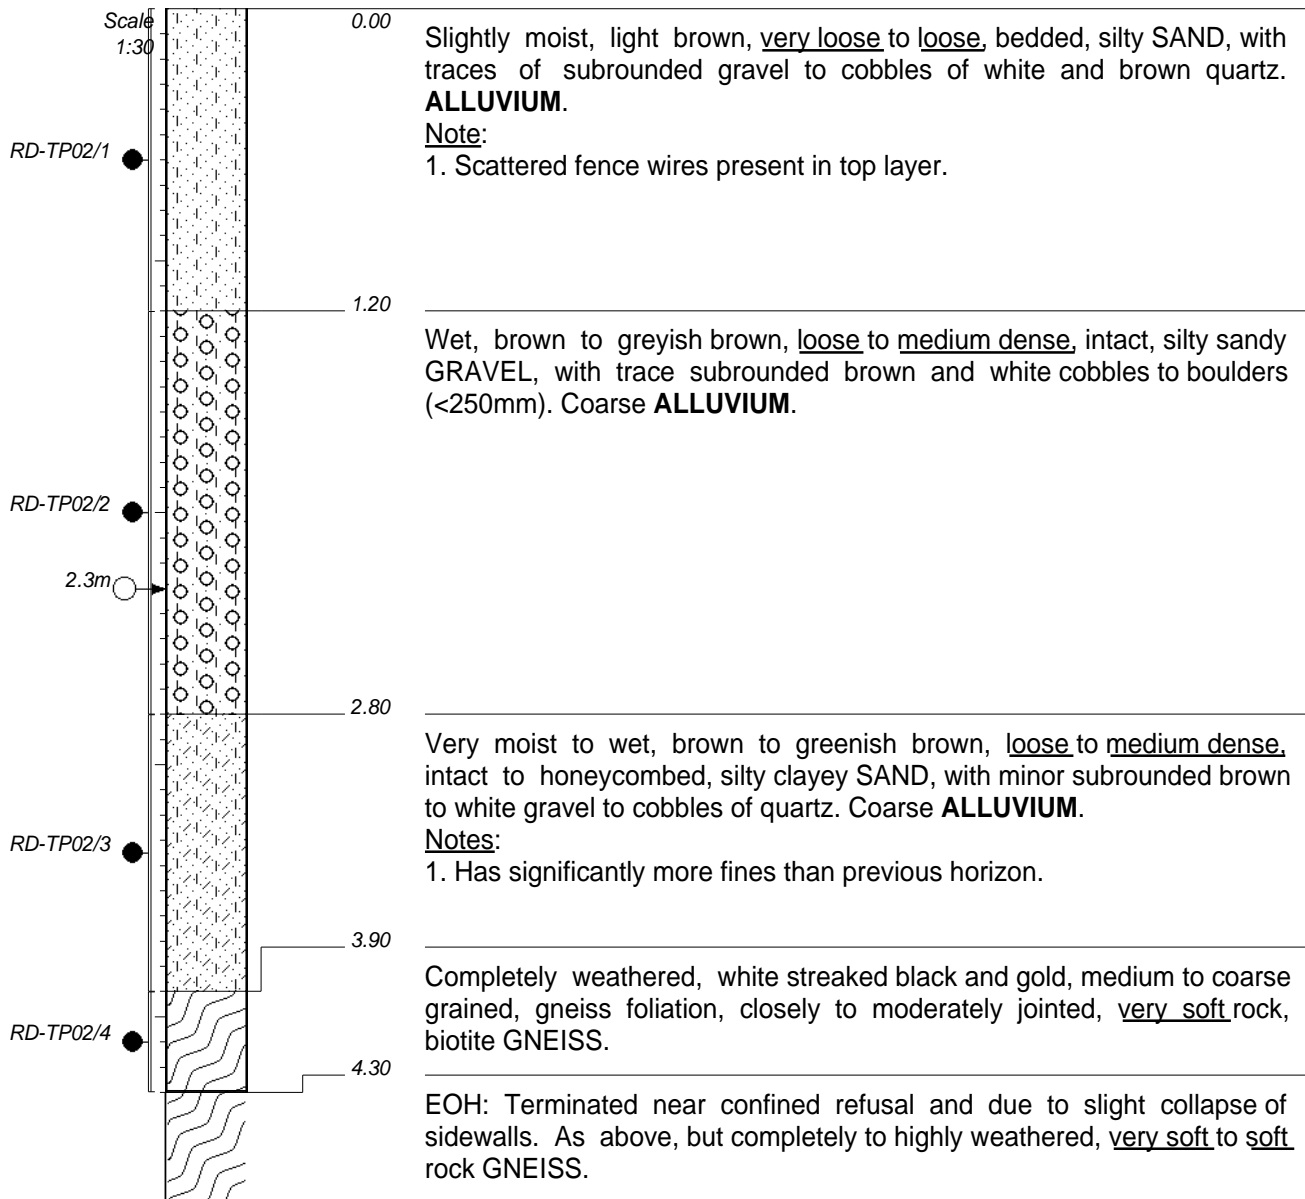 Scale
1:30
0.00
Slightly moist, light brown, very loose to loose, bedded, silty SAND, with
traces of subrounded gravel to cobbles of white and brown quartz.
ALLUVIUM.
Note:
1. Scattered fence wires present in top layer.
RD-TP02/1
1.20
Wet, brown to greyish brown, loose to medium dense, intact, silty sandy
GRAVEL, with trace subrounded brown and white cobbles to boulders
(<250mm). Coarse ALLUVIUM.
RD-TP02/2
2.3m
2.80
Very moist to wet, brown to greenish brown, loose to medium dense,
intact to honeycombed, silty clayey SAND, with minor subrounded brown
to white gravel to cobbles of quartz. Coarse ALLUVIUM.
Notes:
1. Has significantly more fines than previous horizon.
RD-TP02/3
3.90
Completely weathered, white streaked black and gold, medium to coarse
grained, gneiss foliation, closely to moderately jointed, very soft rock,
biotite GNEISS.
RD-TP02/4
4.30
EOH: Terminated near confined refusal and due to slight collapse of
sidewalls. As above, but completely to highly weathered, very soft to soft
rock GNEISS.